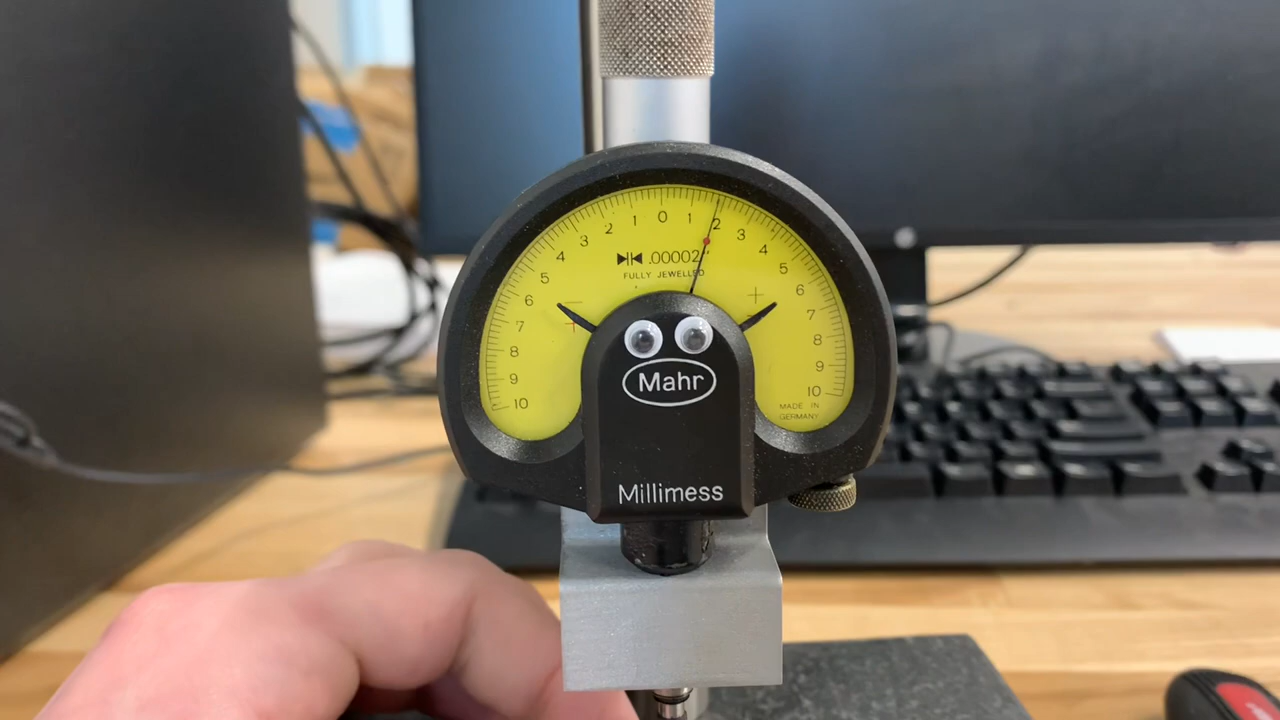 10 9 8 7 6 5 4 3 2 1 0 1 2 3 4 5 6 7 8 9 10
.00002"
FULLY JEWELLED
MADE IN
GERMANY
Mahr
Millimess